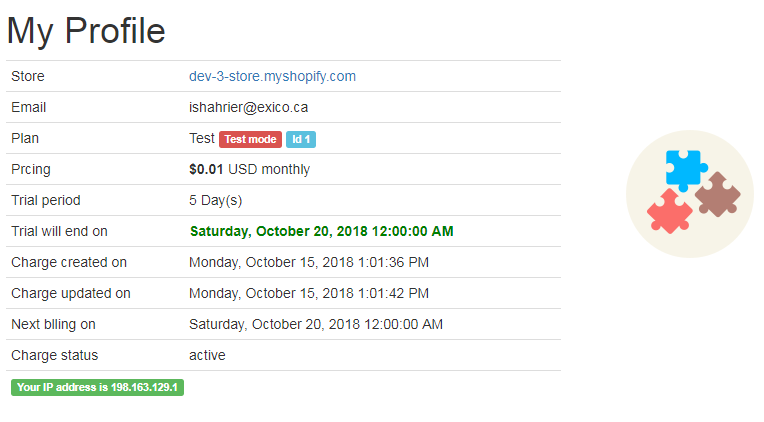 My Profile
Store dev-3-store.myshopify.com
Email ishahrier@exico.ca
Plan Test Test mode Id 1
Prcing $0.01 USD monthly
Trial period 5 Day(s)
Trial will end on Saturday, October 20, 2018 12:00:00 AM
Charge created on Monday, October 15, 2018 1:01:36 PM
Charge updated on Monday, October 15, 2018 1:01:42 PM
Next blling on Saturday, October 20, 2018 12:00:00 AM
Charge status active
Your IP address is 198.163.129.1